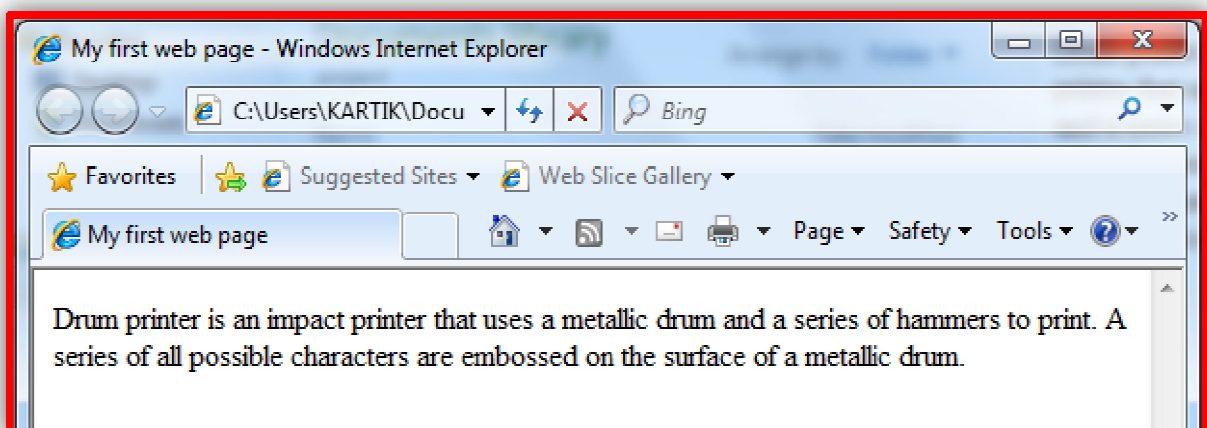 My first web page - Windows Internet Explorer
C:\Users\KARTIK\Docu
Bing
Favorites Suggested Sites Web Slice Gallery
My first web page
Page Safety Tools
Drum printer is an impact printer that uses a metallic drum and a series of hammers to print. A
series of all possible characters are embossed on the surface of a metallic drum.